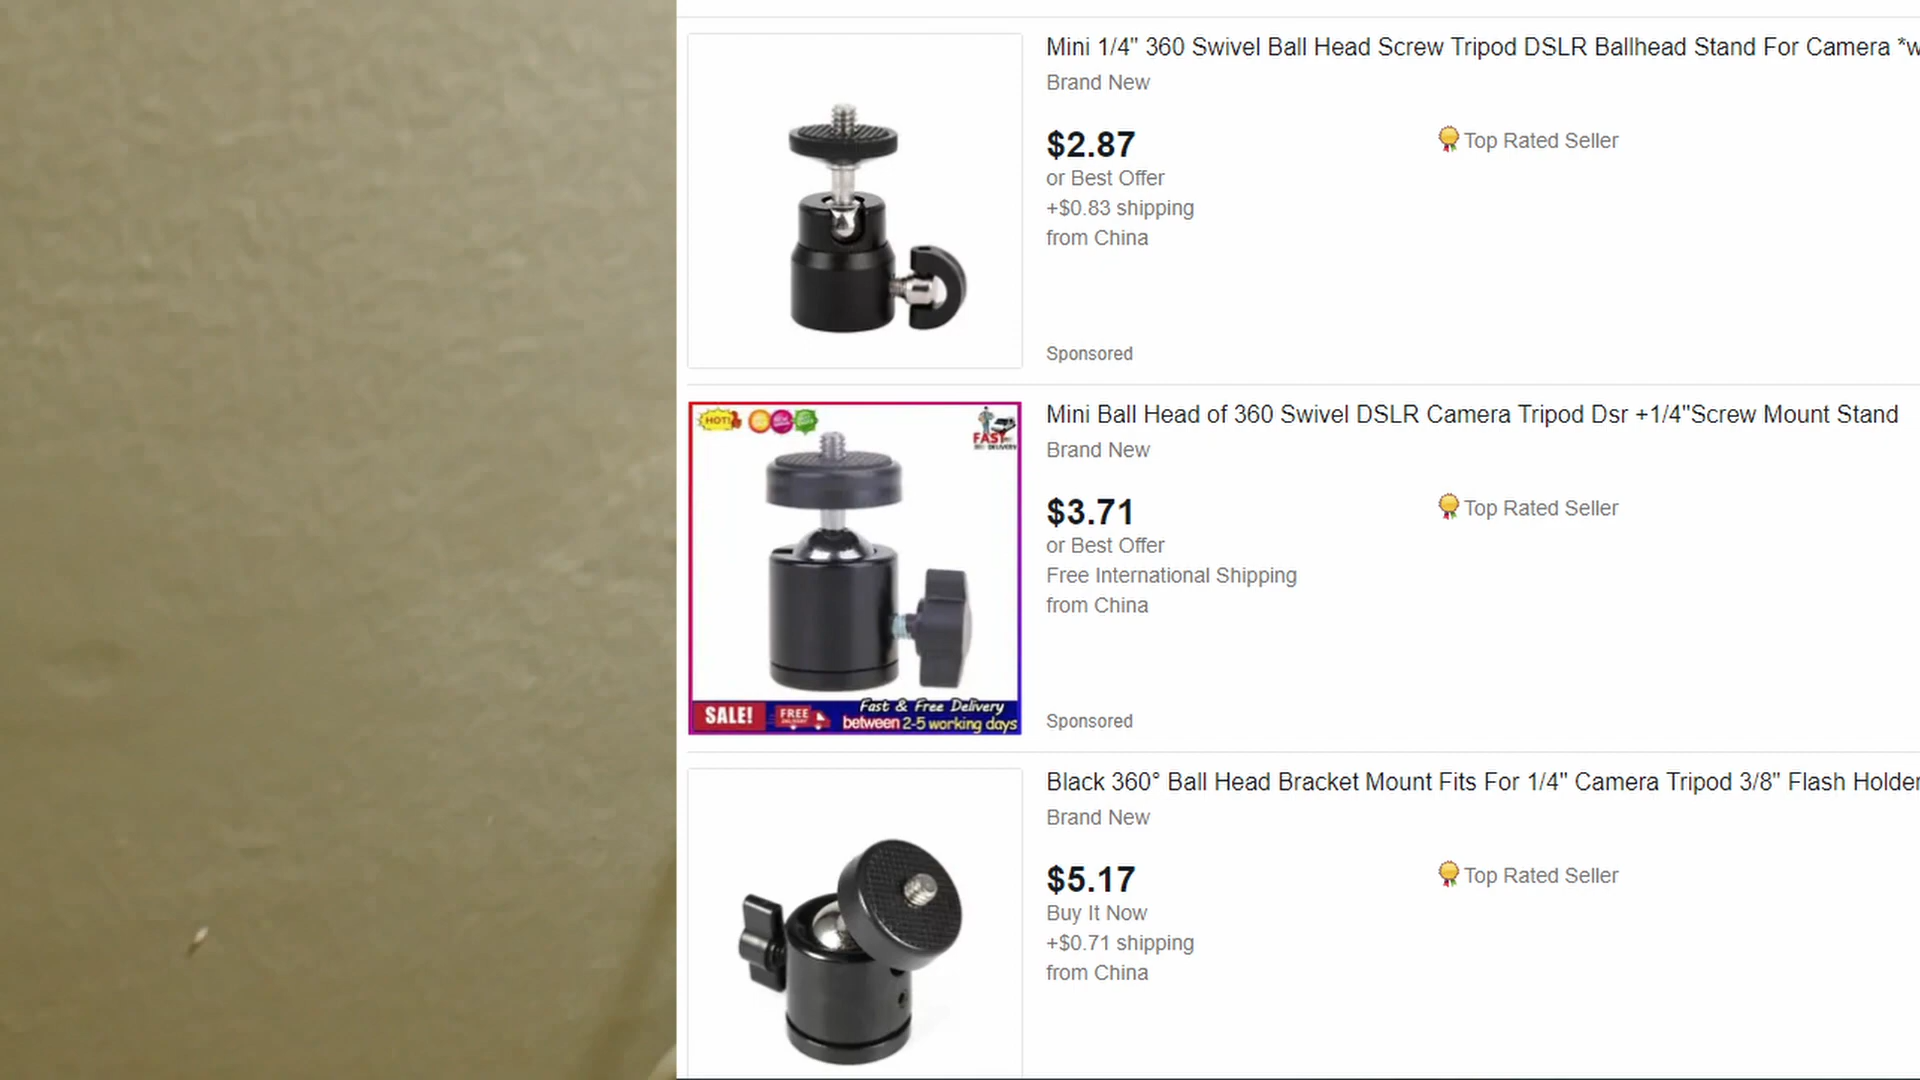 Mini 1/4" 360 Swivel Ball Head Screw Tripod DSLR Ballhead Stand For Camera *w
Brand New
$2.87
Top Rated Seller
or Best Offer
+$0.83 shipping
from China
Sponsored
HOT!
FAST
DELIVERY
SALE!
FREE
Fast & Free Delivery
between 2-5 working days
Mini Ball Head of 360 Swivel DSLR Camera Tripod Dsr +1/4"Screw Mount Stand
Brand New
$3.71
Top Rated Seller
or Best Offer
Free International Shipping
from China
Sponsored
Black 360° Ball Head Bracket Mount Fits For 1/4" Camera Tripod 3/8" Flash Holder
Brand New
$5.17
Top Rated Seller
Buy It Now
+$0.71 shipping
from China